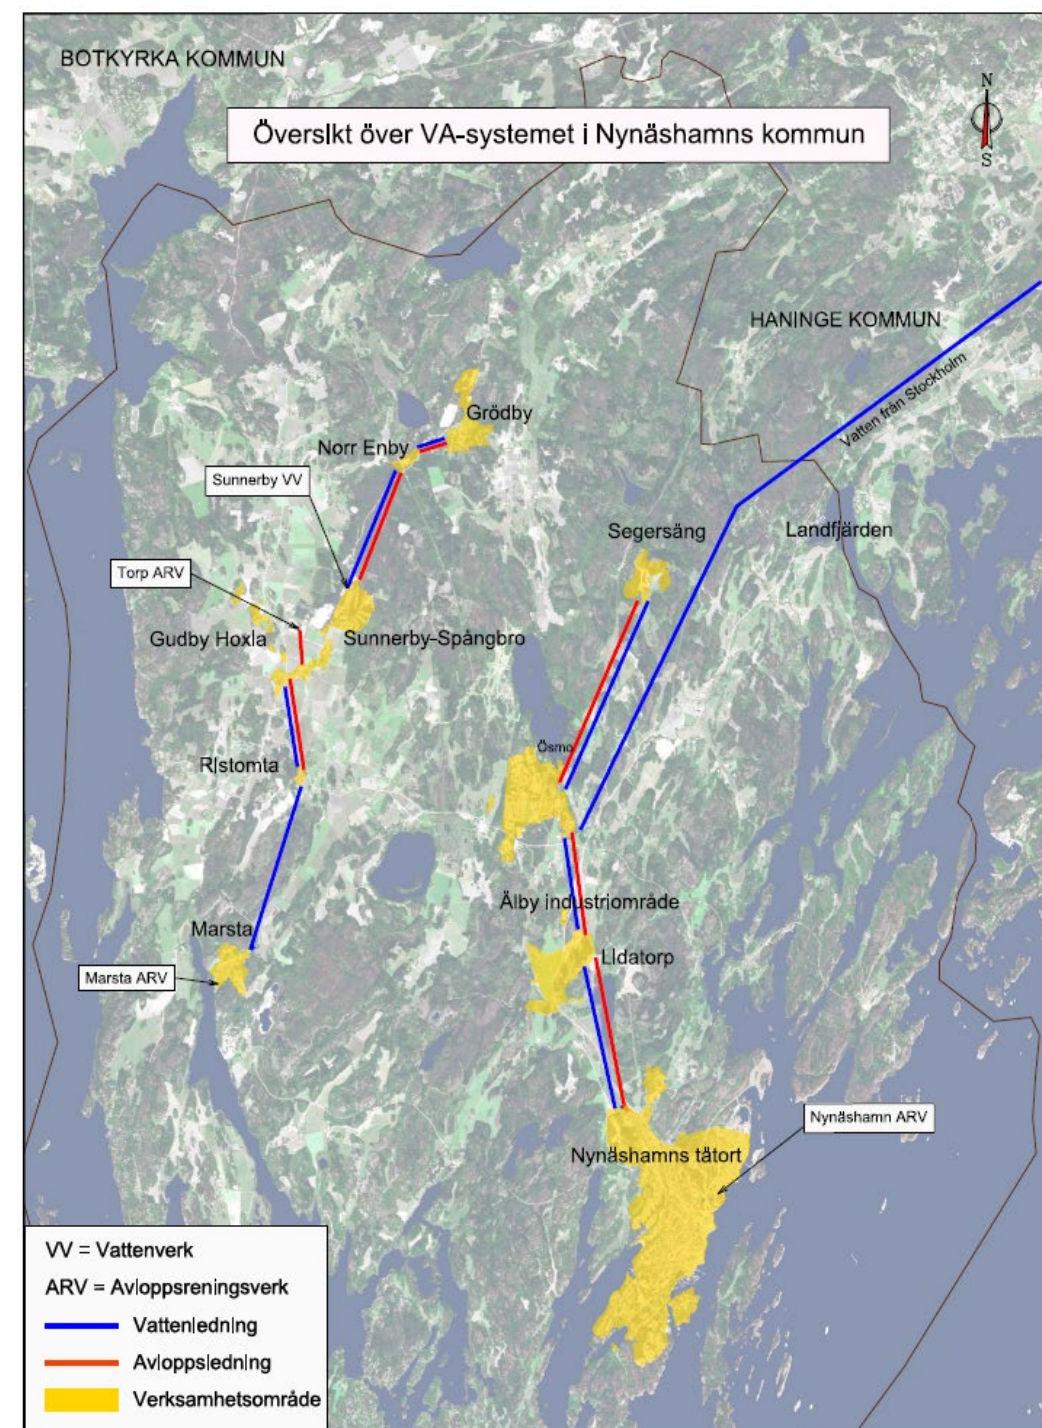 BOTKYRKA KOMMUN
N
Översikt över VA-systemet i Nynäshamns kommun
S
HANINGE KOMMUN
Vatten från Stockholm
Grödby
Norr Enby
Sunnerby VV
Segersäng
Landfjärden
Torp ARV
Gudby Hoxla
Sunnerby-Spångbro
Ösmo
Ristomta
Älby industriområde
Marsta
Lidatorp
Marsta ARV
Nynäshamn ARV
Nynäshamns tätort
VV = Vattenverk
ARV = Avloppsreningsverk
Vattenledning
Avloppsledning
Verksamhetsområde